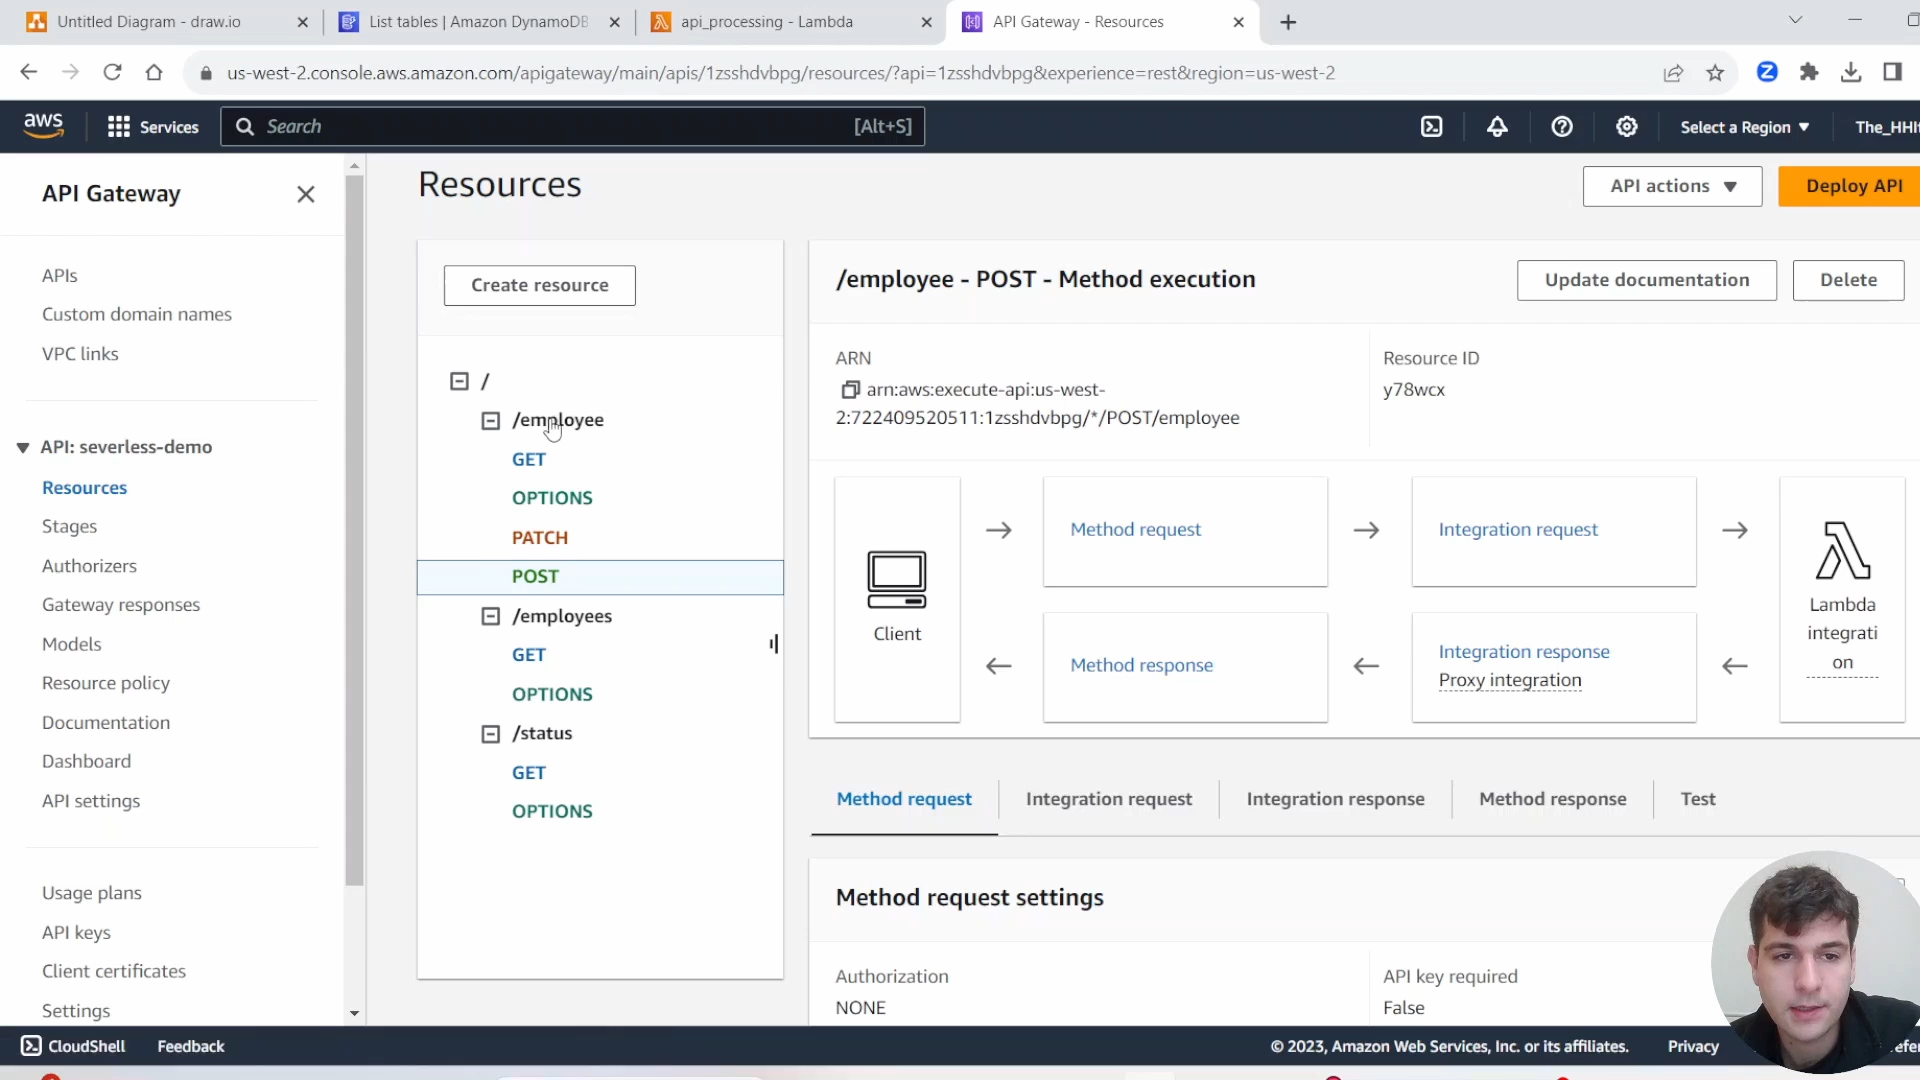 Untitled Diagram - draw.io
List tables | Amazon DynamoDB
api_processing - Lambda
API Gateway - Resources
us-west-2.console.aws.amazon.com/apigateway/main/apis/1zsshdvbpg/resources/?api=1zsshdvbpg&experience=rest&region=us-west-2
aws
Services
Search
[Alt+S]
Select a Region
The_HHI
API Gateway
APIs
Custom domain names
VPC links
API: severless-demo
Resources
Stages
Authorizers
Gateway responses
Models
Resource policy
Documentation
Dashboard
API settings
Usage plans
API keys
Client certificates
Settings
Resources
API actions
Deploy API
Create resource
/
/employee
GET
OPTIONS
PATCH
POST
/employees
GET
OPTIONS
/status
GET
OPTIONS
/employee - POST - Method execution
Update documentation
Delete
ARN
arn:aws:execute-api:us-west-
2:722409520511:1zsshdvbpg/*/POST/employee
Resource ID
y78wcx
Client
Method request
Integration request
Method response
Integration response
Proxy integration
Lambda
integrati
on
Method request
Integration request
Integration response
Method response
Test
Method request settings
Authorization
NONE
API key required
False
CloudShell
Feedback
© 2023, Amazon Web Services, Inc. or its affiliates.
Privacy